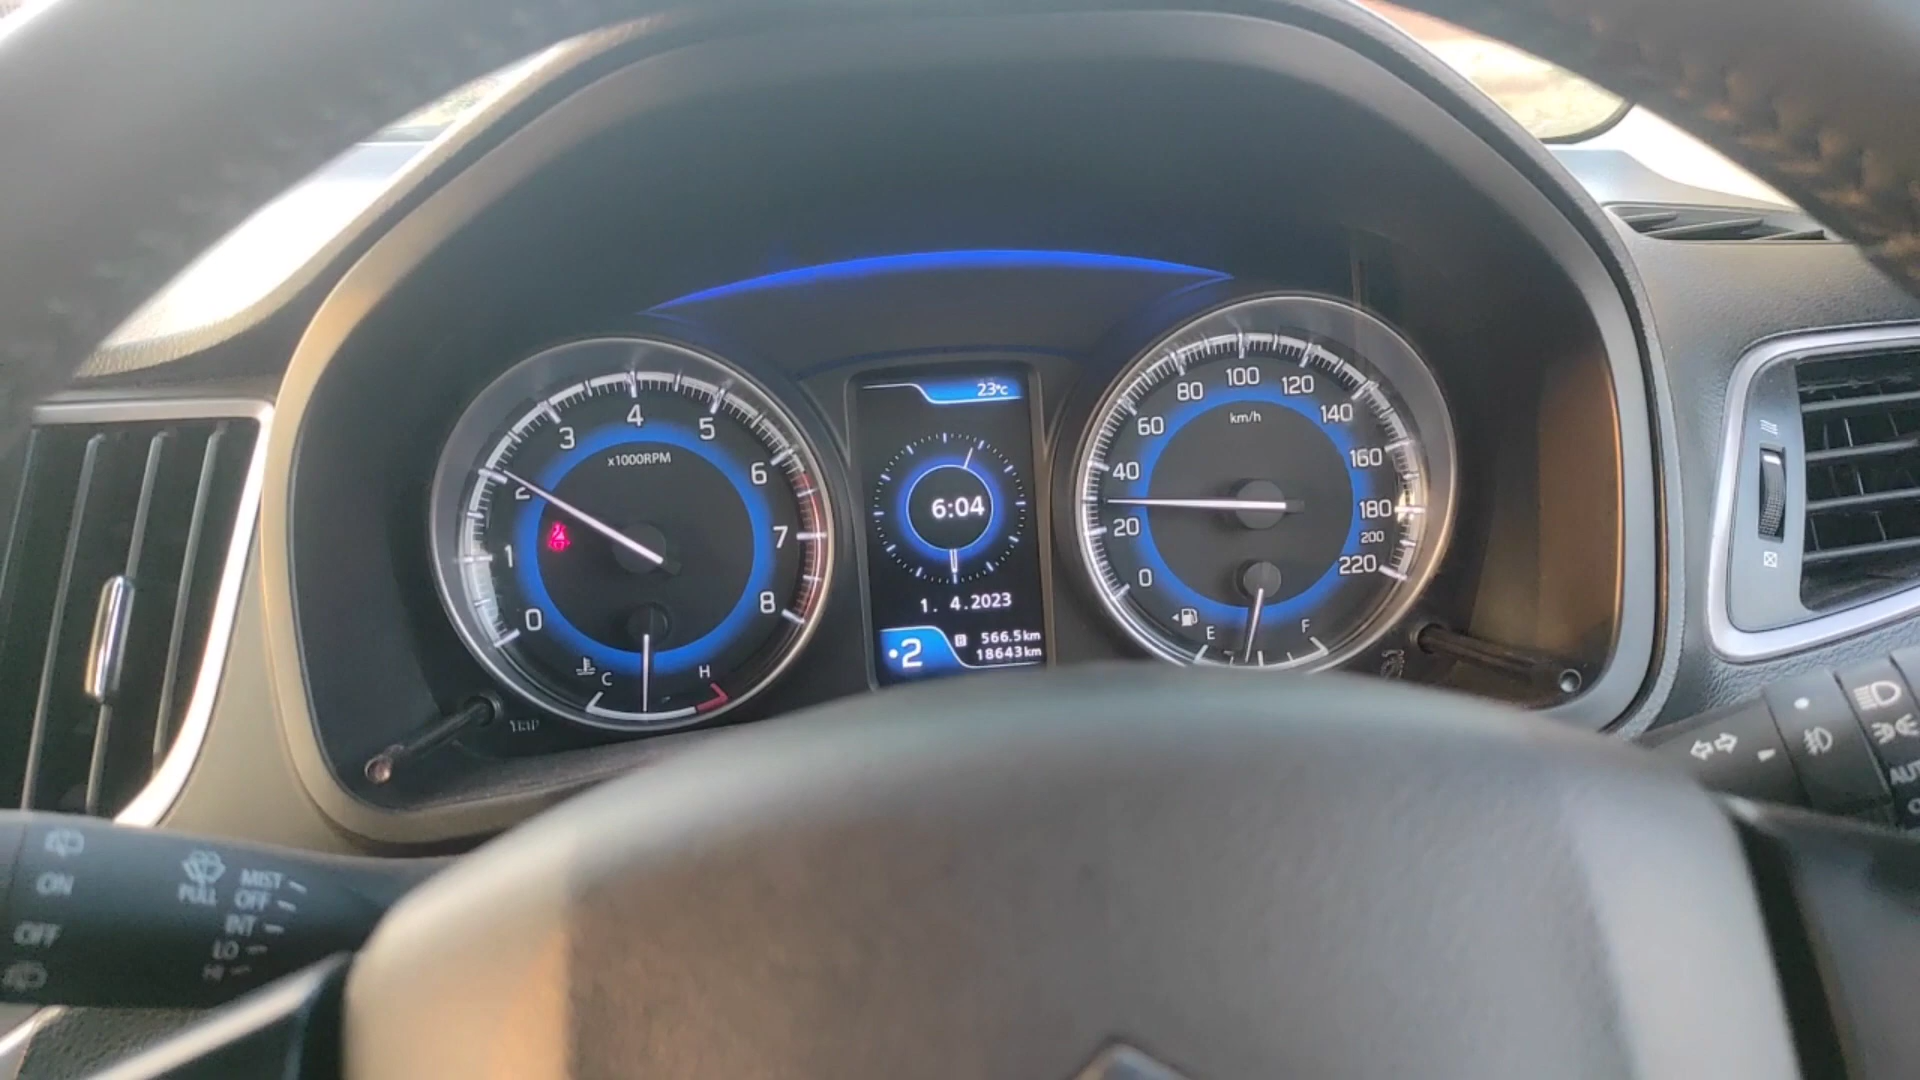 x1000RPM
0
1
2
3
4
5
6
7
8
C
H
TRIP
23°C
6:04
1. 4.2023
•2
B 566.5km
18643km
km/h
0
20
40
60
80
100
120
140
160
180
200
220
E
F
ON
OFF
PULL
MIST
OFF
INT
LO
HI